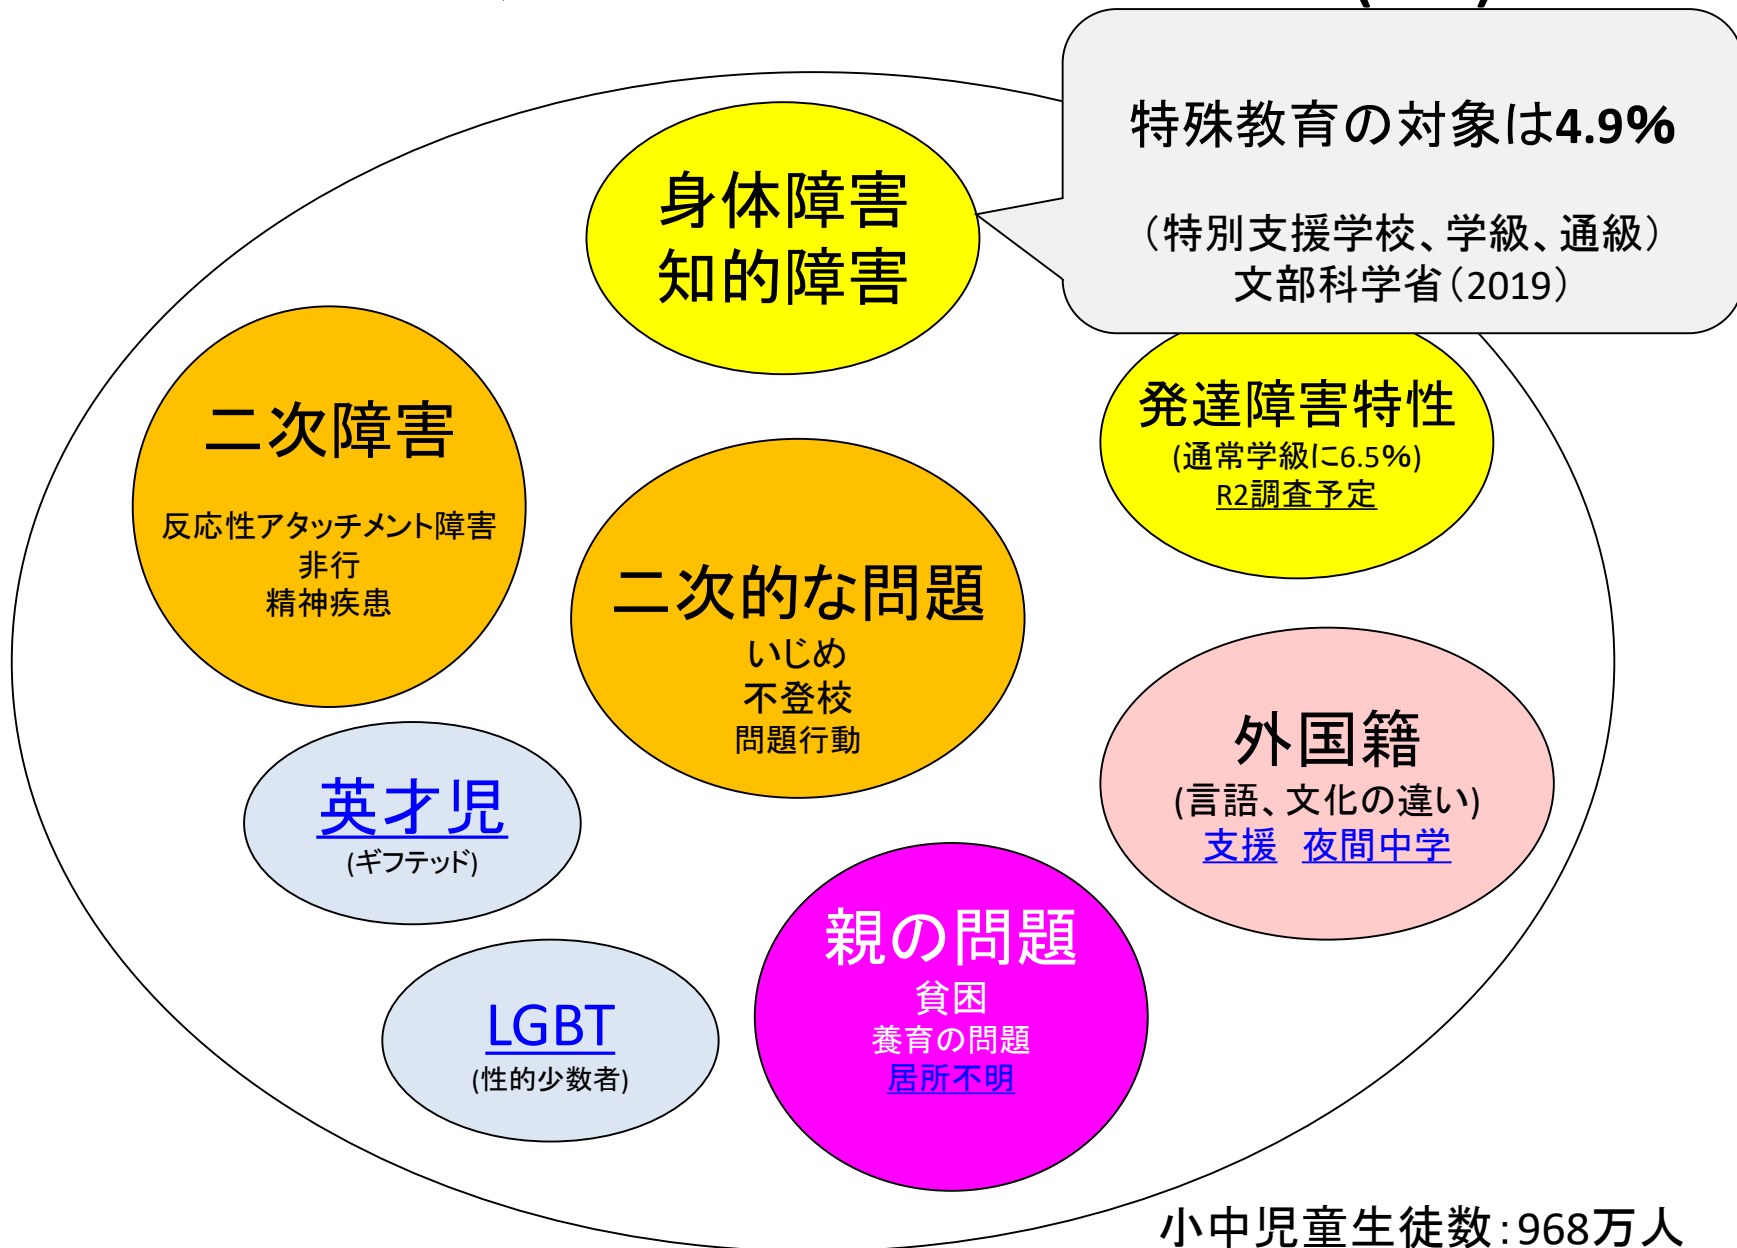 特殊教育の対象は4.9%
（特別支援学校、学級、通級）
文部科学省（2019）
身体障害
知的障害
発達障害特性
(通常学級に6.5%)
R2調査予定
二次障害
反応性アタッチメント障害
非行
精神疾患
二次的な問題
いじめ
不登校
問題行動
外国籍
(言語、文化の違い)
支援 夜間中学
英才児
(ギフテッド)
親の問題
貧困
養育の問題
居所不明
LGBT
(性的少数者)
小中児童生徒数：968万人